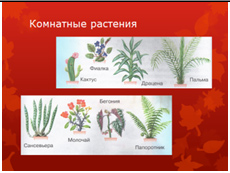 Комнатные растения
Фиалка
Кактус
Драцена
Пальма
Бегония
Сансевьера
Молочай
Папоротник